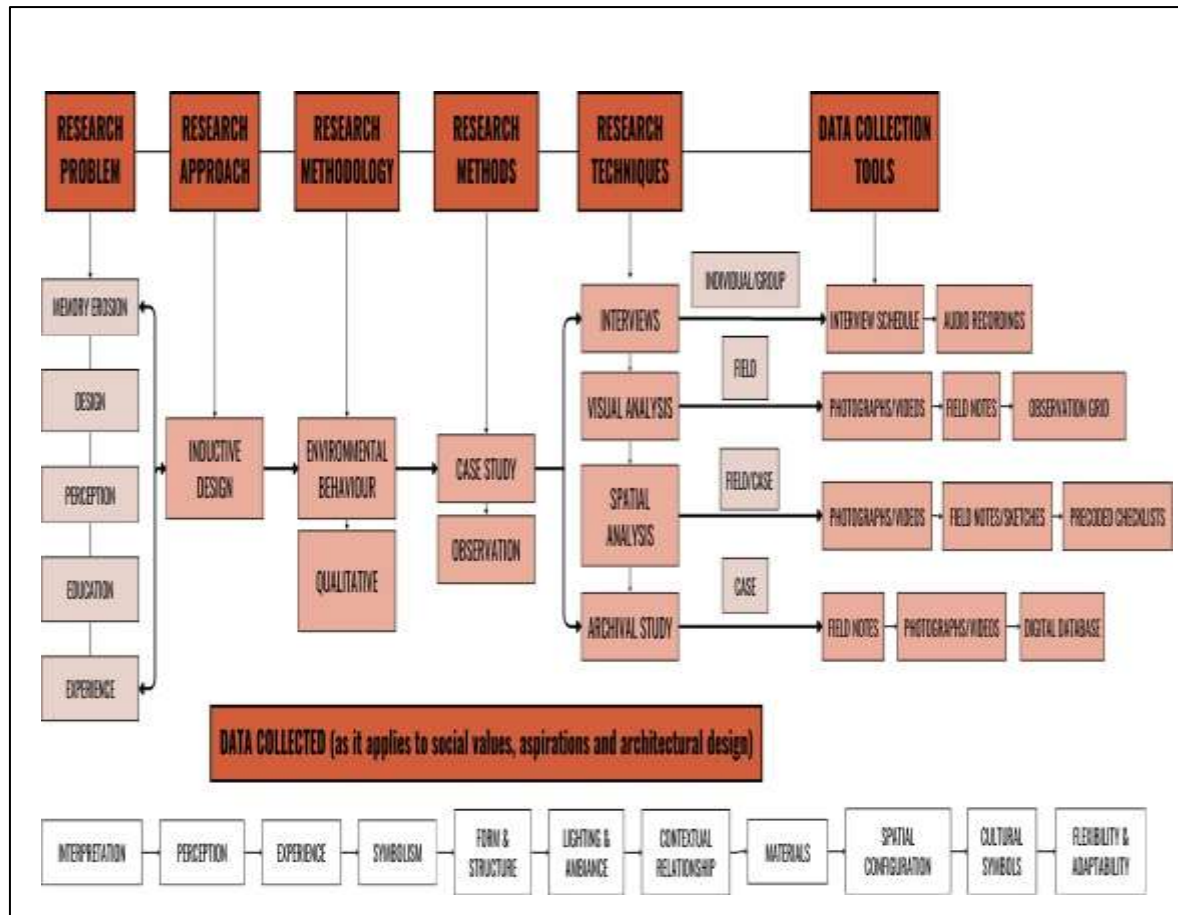 RESEARCH
PROBLEM
RESEARCH
APPROACH
RESEARCH
METHODOLOGY
RESEARCH
METHODS
RESEARCH
TECHNIQUES
DATA COLLECTION
TOOLS
MEMORY EROSION
DESIGN
PERCEPTION
EDUCATION
EXPERIENCE
INDUCTIVE
DESIGN
ENVIRONMENTAL
BEHAVIOUR
QUALITATIVE
CASE STUDY
OBSERVATION
INTERVIEWS
INDIVIDUAL/GROUP
INTERVIEW SCHEDULE
AUDIO RECORDINGS
VISUAL ANALYSIS
FIELD
PHOTOGRAPHS/VIDEOS
FIELD NOTES
OBSERVATION GRID
SPATIAL
ANALYSIS
FIELD/CASE
PHOTOGRAPHS/VIDEOS
FIELD NOTES/SKETCHES
PRECODED CHECKLISTS
ARCHIVAL STUDY
CASE
FIELD NOTES
PHOTOGRAPHS/VIDEOS
DIGITAL DATABASE
DATA COLLECTED (as it applies to social values, aspirations and architectural design)
INTERPRETATION
PERCEPTION
EXPERIENCE
SYMBOLISM
FORM &
STRUCTURE
LIGHTING &
AMBIANCE
CONTEXTUAL
RELATIONSHIP
MATERIALS
SPATIAL
CONFIGURATION
CULTURAL
SYMBOLS
FLEXIBILITY &
ADAPTABILITY